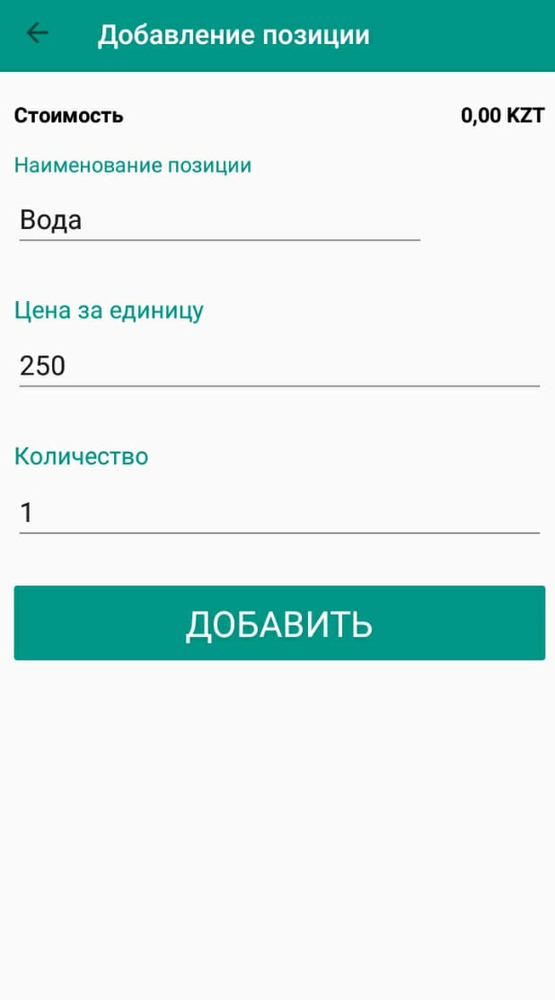 Добавление позиции
Стоимость 0,00 KZT
Наименование позиции
Вода
Цена за единицу
250
Количество
1
ДОБАВИТЬ